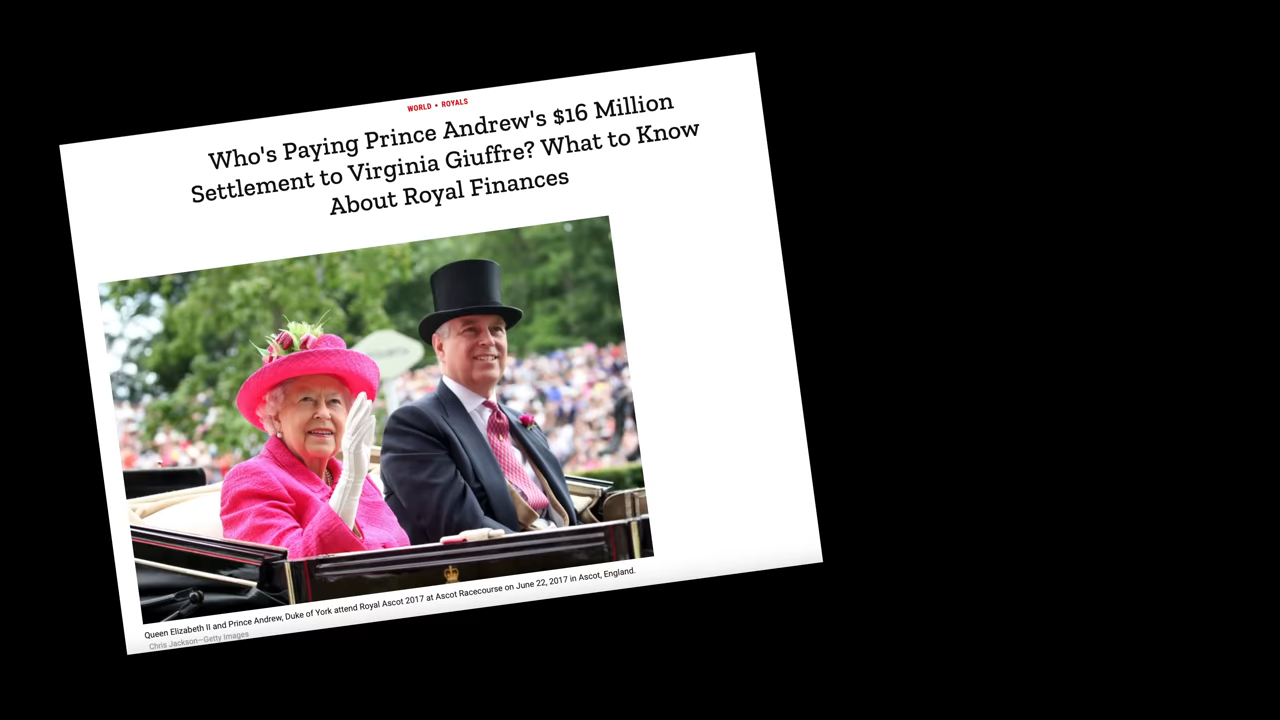 WORLD • ROYALS
Who's Paying Prince Andrew's $16 Million
Settlement to Virginia Giuffre? What to Know
About Royal Finances
Queen Elizabeth II and Prince Andrew, Duke of York attend Royal Ascot 2017 at Ascot Racecourse on June 22, 2017 in Ascot, England.
Chris Jackson—Getty Images